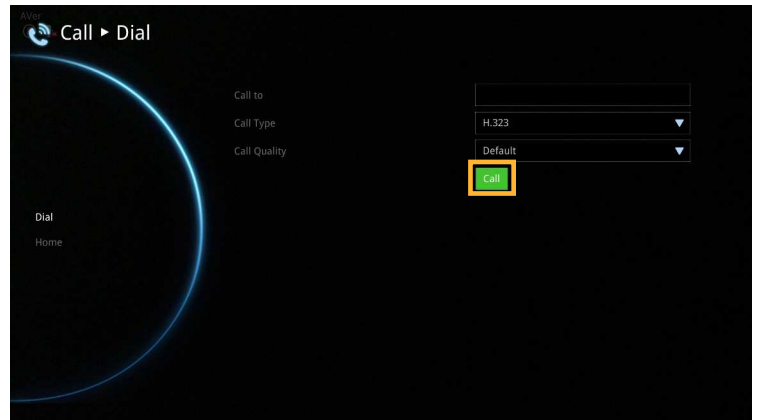 AVer
Call ▸ Dial
Call to
Call Type
H.323
Call Quality
Default
Call
Dial
Home